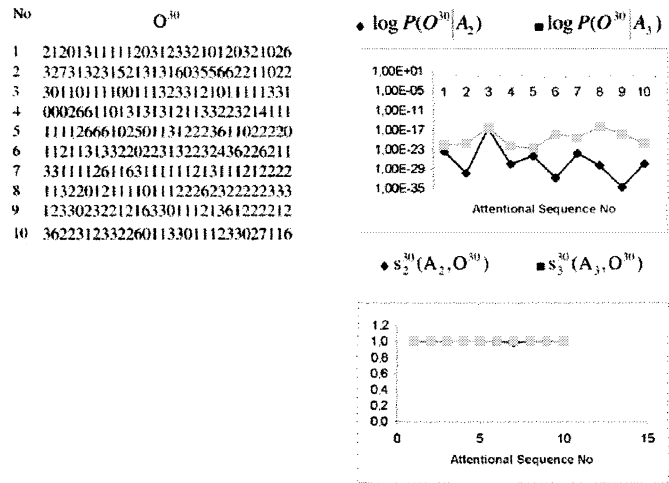 No O^30
1 212013111112031233210120321026
2 327313231521313160355662211022
3 301101111001113233121011111331
4 000266110131313121133223214111
5 111126661025011312223611022220
6 112113133220223132232436226211
7 331111261163111111213111212222
8 113220121111011122262322222333
9 123302322121633011121361222212
10 362231233226011330111233027116
log P(O^30|A_2) log P(O^30|A_3)
1,00E+01
1,00E-05
1 2 3 4 5 6 7 8 9 10
1,00E-11
1,00E-17
1,00E-23
1,00E-29
1,00E-35
Attentional Sequence No
s_2^30(A_2,O^30) s_3^30(A_3,O^30)
1,2
1,0
0,8
0,6
0,4
0,2
0,0
0 5 10 15
Attentional Sequence No